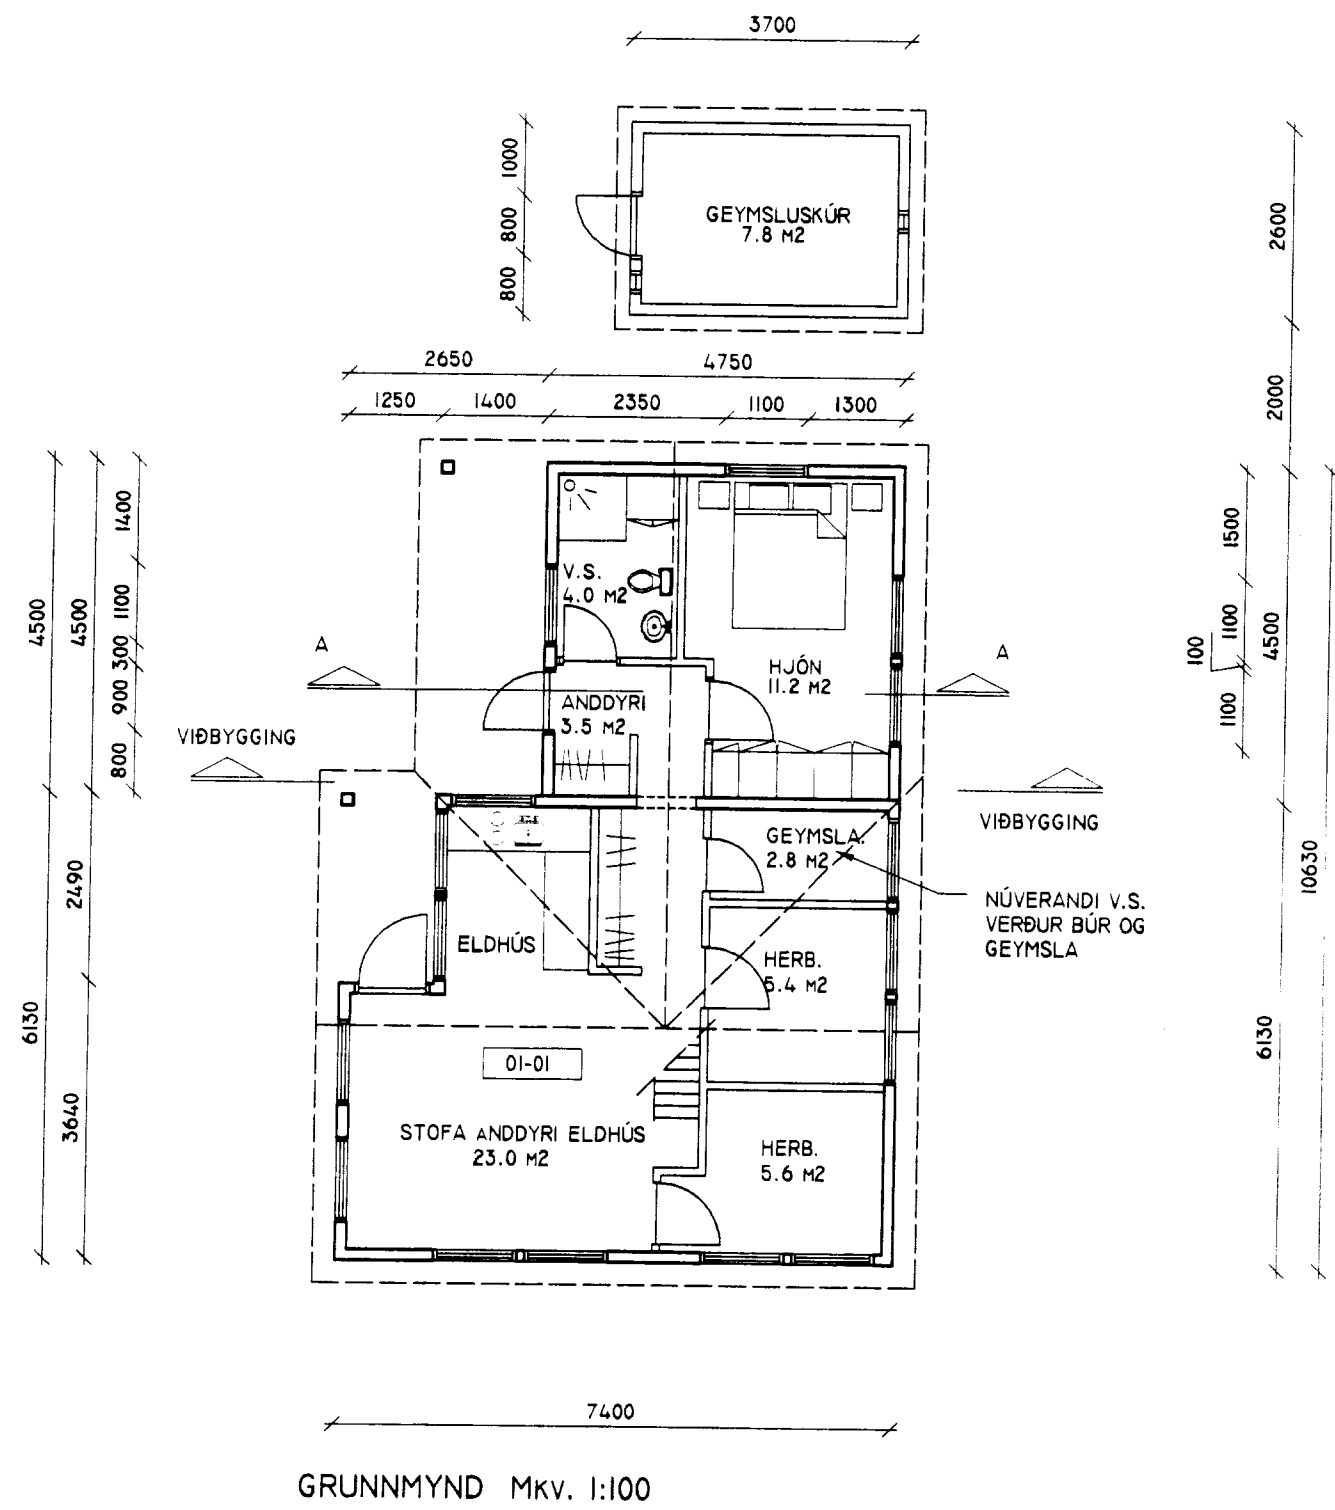 3700
1000
800
800
GEYMSLUSKÚR
7.8 M2
2600
2000
2650
4750
1250
1400
2350
1100
1300
4500
4500
1400
1100
300
900
800
V.S.
4.0 M2
HJÓN
11.2 M2
ANDDYRI
3.5 M2
A
A
1500
1100
100
1100
4500
10630
VIÐBYGGING
VIÐBYGGING
GEYMSLA.
2.8 M2
NÚVERANDI V.S.
VERÐUR BÚR OG
GEYMSLA
2490
ELDHÚS
HERB.
5.4 M2
6130
3640
6130
01-01
STOFA ANDDYRI ELDHÚS
23.0 M2
HERB.
5.6 M2
7400
GRUNNMYND MKV. 1:100